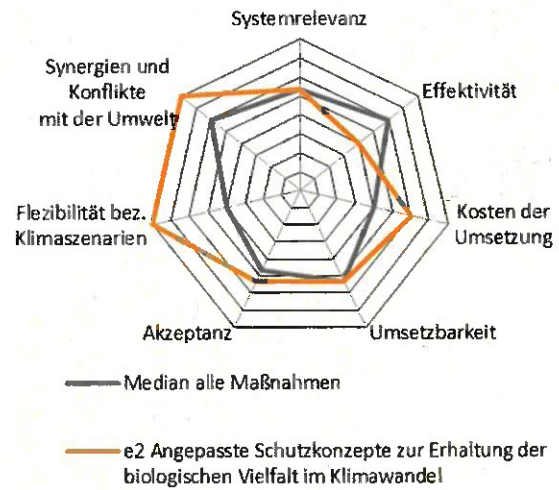 Systemrelevanz
Synergien und
Konflikte
mit der Umwelt
Effektivität
Flezibilität bez.
Klimaszenarien
Kosten der
Umsetzung
Akzeptanz
Umsetzbarkeit
Median alle Maßnahmen
e2 Angepasste Schutzkonzepte zur Erhaltung der
biologischen Vielfalt im Klimawandel